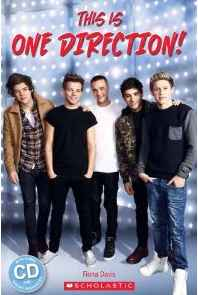 THIS IS
ONE DIRECTION!
CD
Fiona Davis
SCHOLASTIC